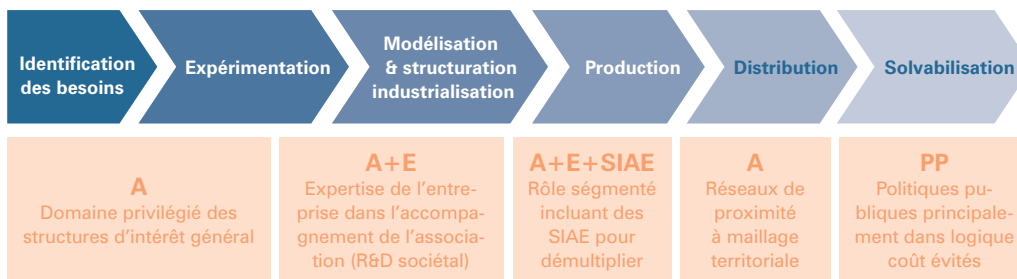 Identification
des besoins
Expérimentation
Modélisation
& structuration
industrialisation
Production
Distribution
Solvabilisation
A
Domaine privilégié des
structures d'intérêt général
A+E
Expertise de l'entre-
prise dans l'accompa-
gnement de l'associa-
tion (R&D sociétal)
A+E+SIAE
Rôle ségmenté
incluant des
SIAE pour
démultiplier
A
Réseaux de
proximité
à maillage
territoriale
PP
Politiques pu-
bliques principale-
ment dans logique
coût évités